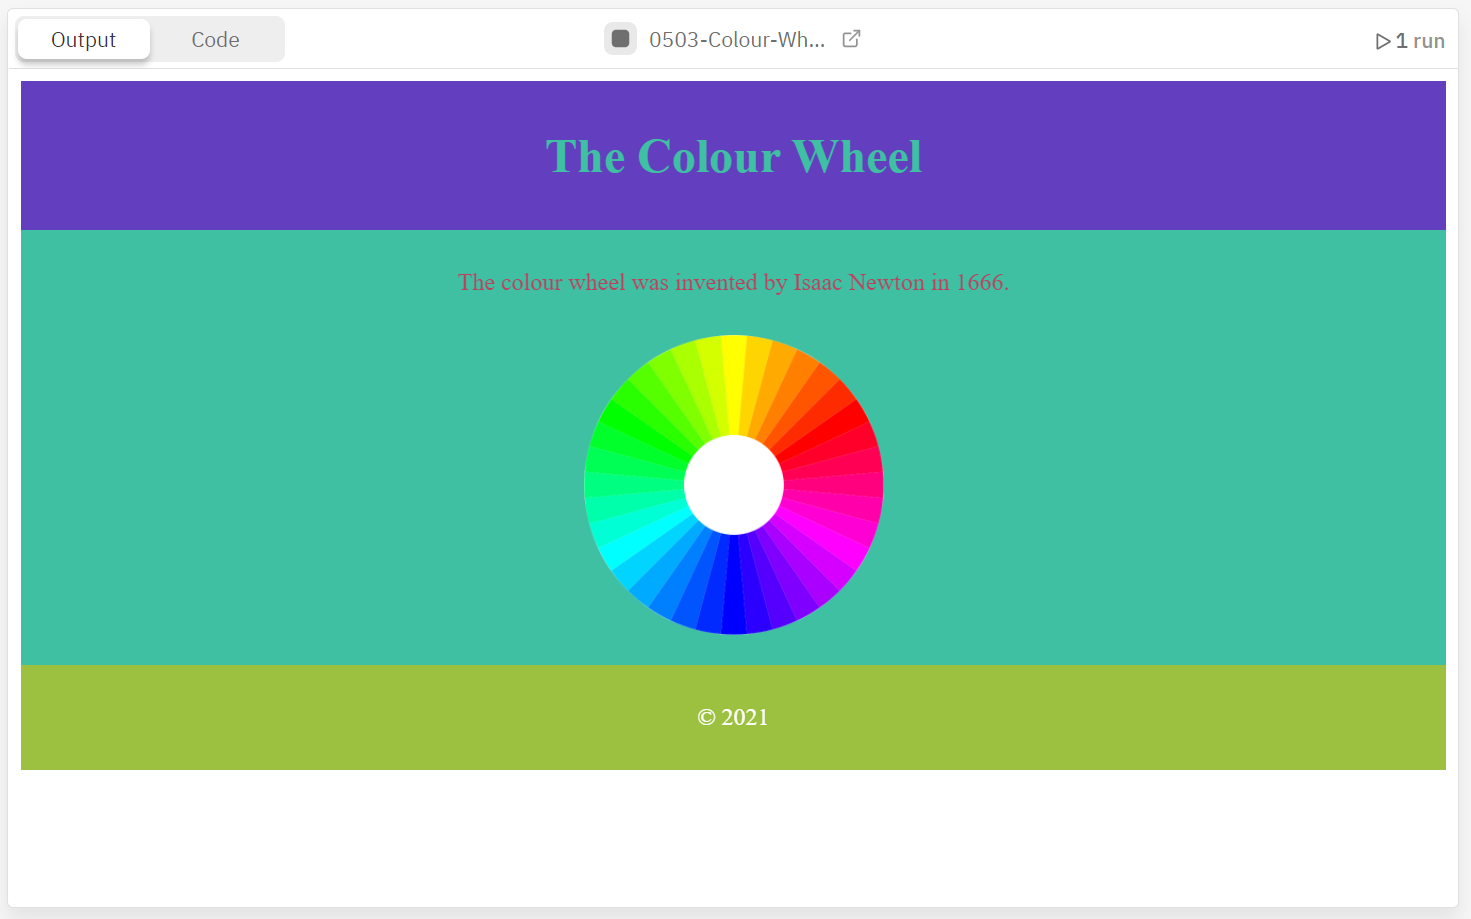 Output
Code
0503-Colour-Wh...
1 run
The Colour Wheel
The colour wheel was invented by Isaac Newton in 1666.
© 2021